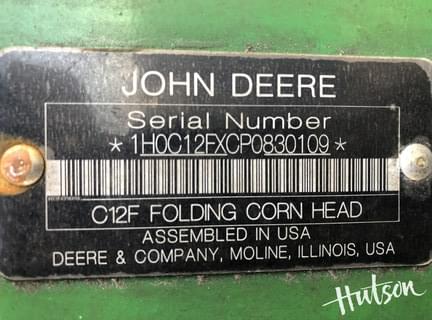 JOHN DEERE
Serial Number
*1H0C12FXCP0830109*
C12F FOLDING CORN HEAD
ASSEMBLED IN USA
DEERE & COMPANY, MOLINE, ILLINOIS, USA
Hutson